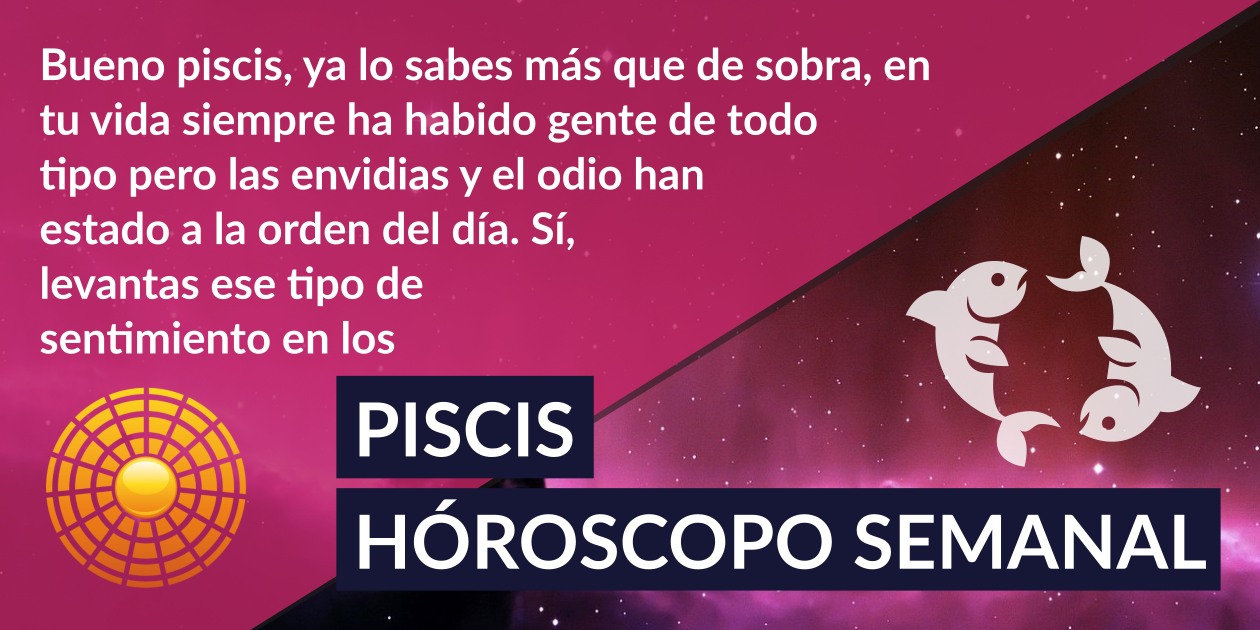 Bueno piscis, ya lo sabes más que de sobra, en
tu vida siempre ha habido gente de todo
tipo pero las envidias y el odio han
estado a la orden del día. Sí,
levantas ese tipo de
sentimiento en los
PISCIS
HÓROSCOPO SEMANAL